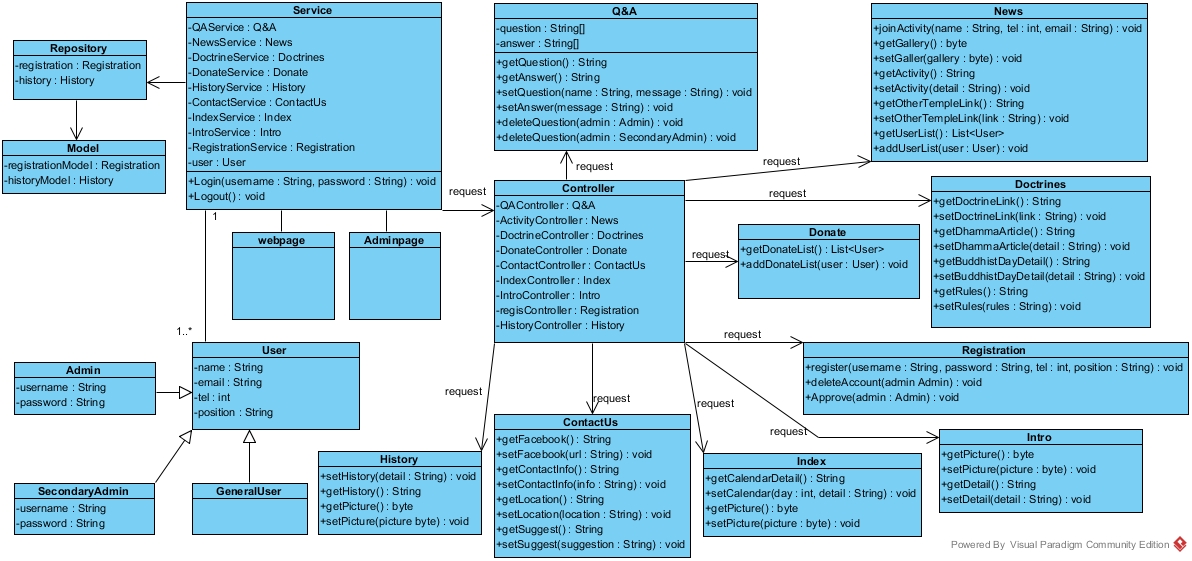 Service
-QAService : Q&A
-NewsService : News
-DoctrineService : Doctrines
-DonateService : Donate
-HistoryService : History
-ContactService : ContactUs
-IndexService : Index
-IntroService : Intro
-RegistrationService : Registration
-user : User
+Login(username : String, password : String) : void
+Logout() : void
Repository
-registration : Registration
-history : History
Model
-registrationModel : Registration
-historyModel : History
webpage
Adminpage
1
1..*
User
-name : String
-email : String
-tel : int
-position : String
Admin
-username : String
-password : String
SecondaryAdmin
-username : String
-password : String
GeneralUser
Q&A
-question : String[]
-answer : String[]
+getQuestion() : String
+getAnswer() : String
+setQuestion(name : String, message : String) : void
+setAnswer(message : String) : void
+deleteQuestion(admin : Admin) : void
+deleteQuestion(admin : SecondaryAdmin) : void
News
+joinActivity(name : String, tel : int, email : String) : void
+getGallery() : byte
+setGaller(gallery : byte) : void
+getActivity() : String
+setActivity(detail : String) : void
+getOtherTempleLink() : String
+setOtherTempleLink(link : String) : void
+getUserList() : List<User>
+addUserList(user : User) : void
request
request
request
request
request
request
request
request
request
request
Controller
-QAController : Q&A
-ActivityController : News
-DoctrineController : Doctrines
-DonateController : Donate
-ContactController : ContactUs
-IndexController : Index
-IntroController : Intro
-regisController : Registration
-HistoryController : History
Doctrines
+getDoctrineLink() : String
+setDoctrineLink(link : String) : void
+getDhammaArticle() : String
+setDhammaArticle(detail : String) : void
+getBuddhistDayDetail() : String
+setBuddhistDayDetail(detail : String) : void
+getRules() : String
+setRules(rules : String) : void
Donate
+getDonateList() : List<User>
+addDonateList(user : User) : void
Registration
+register(username : String, password : String, tel : int, position : String) : void
+deleteAccount(admin Admin) : void
+Approve(admin : Admin) : void
History
+setHistory(detail : String) : void
+getHistory() : String
+getPicture() : byte
+setPicture(picture byte) : void
ContactUs
+getFacebook() : String
+setFacebook(url : String) : void
+getContactInfo() : String
+setContactInfo(info : String) : void
+getLocation() : String
+setLocation(location : String) : void
+getSuggest() : String
+setSuggest(suggestion : String) : void
Index
+getCalendarDetail() : String
+setCalendar(day : int, detail : String) : void
+getPicture() : byte
+setPicture(picture : byte) : void
Intro
+getPicture() : byte
+setPicture(picture : byte) : void
+getDetail() : String
+setDetail(detail : String) : void
Powered By Visual Paradigm Community Edition